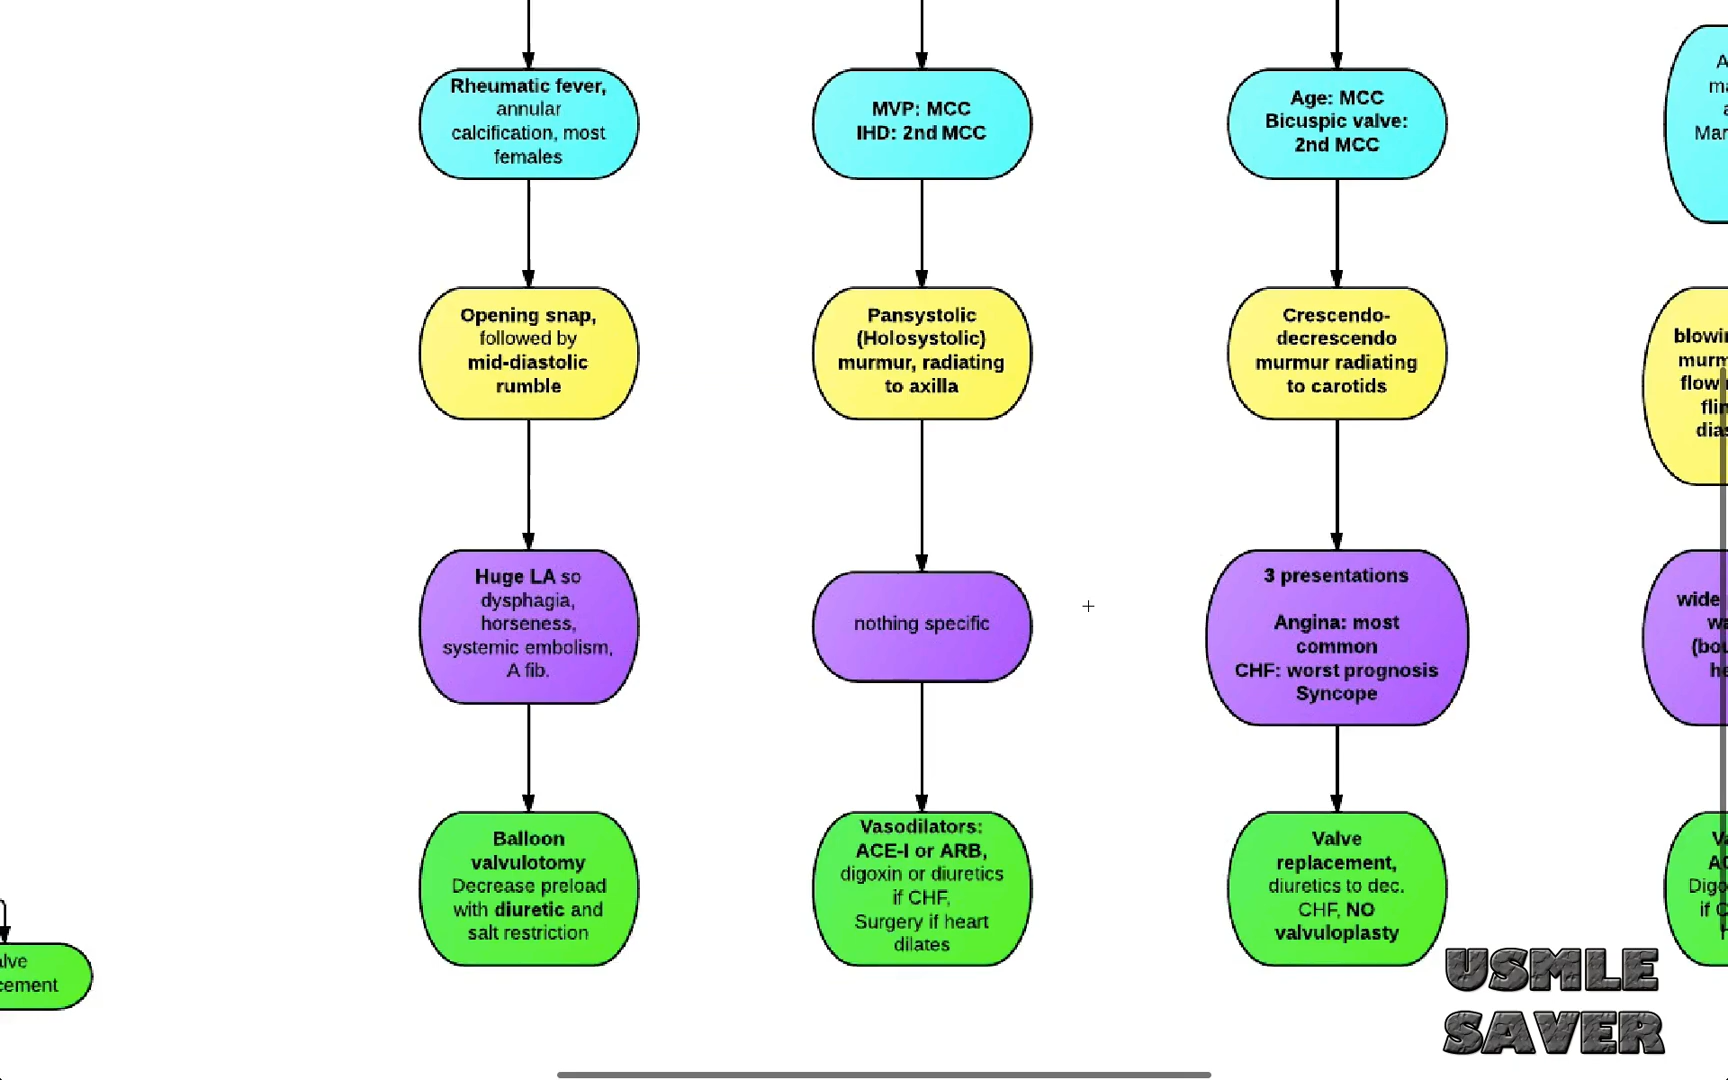 Rheumatic fever,
annular
calcification, most
females
MVP: MCC
IHD: 2nd MCC
Age: MCC
Bicuspic valve:
2nd MCC
Opening snap,
followed by
mid-diastolic
rumble
Pansystolic
(Holosystolic)
murmur, radiating
to axilla
Crescendo-
decrescendo
murmur radiating
to carotids
Huge LA so
dysphagia,
horseness,
systemic embolism,
A fib.
nothing specific
3 presentations
Angina: most
common
CHF: worst prognosis
Syncope
wide
Balloon
valvulotomy
Decrease preload
with diuretic and
salt restriction
Vasodilators:
ACE-I or ARB,
digoxin or diuretics
if CHF,
Surgery if heart
dilates
Valve
replacement,
diuretics to dec.
CHF, NO
valvuloplasty
USMLE
SAVER